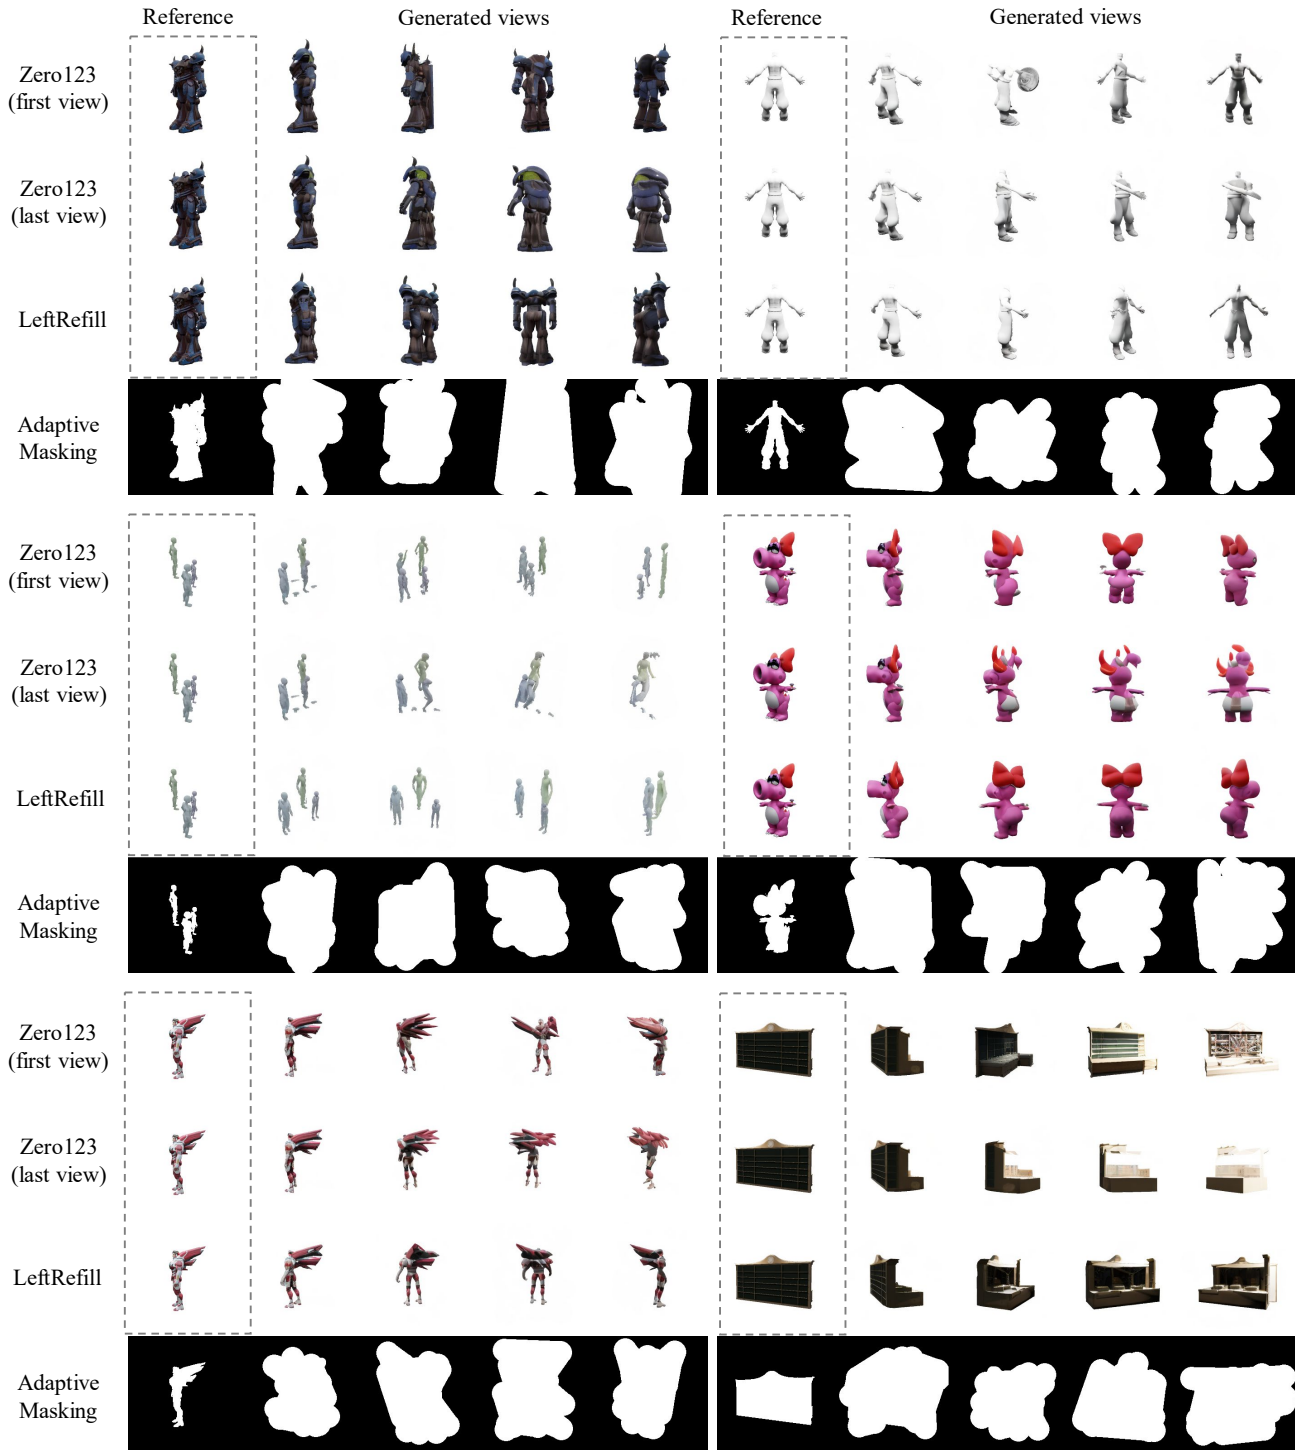 Reference Generated views Reference Generated views
Zero123
(first view)
Zero123
(last view)
LeftRefill
Adaptive
Masking
Zero123
(first view)
Zero123
(last view)
LeftRefill
Adaptive
Masking
Zero123
(first view)
Zero123
(last view)
LeftRefill
Adaptive
Masking